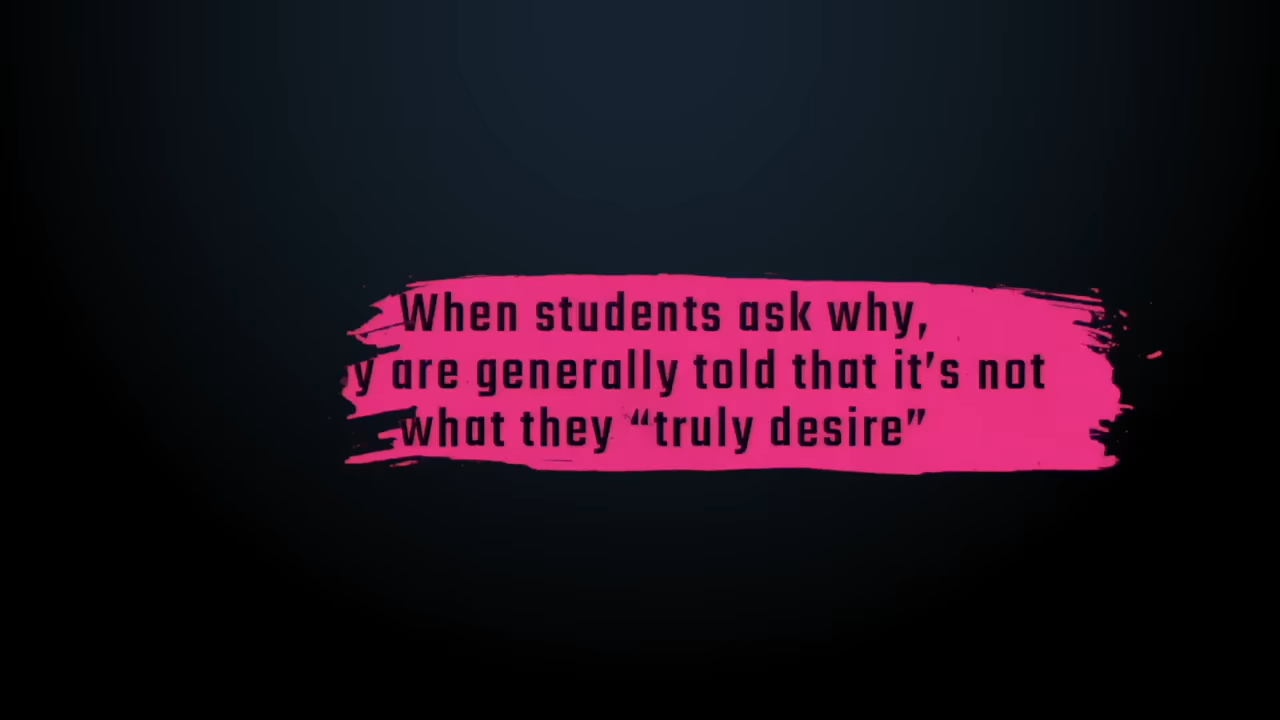 When students ask why,
y are generally told that it’s not
what they “truly desire”